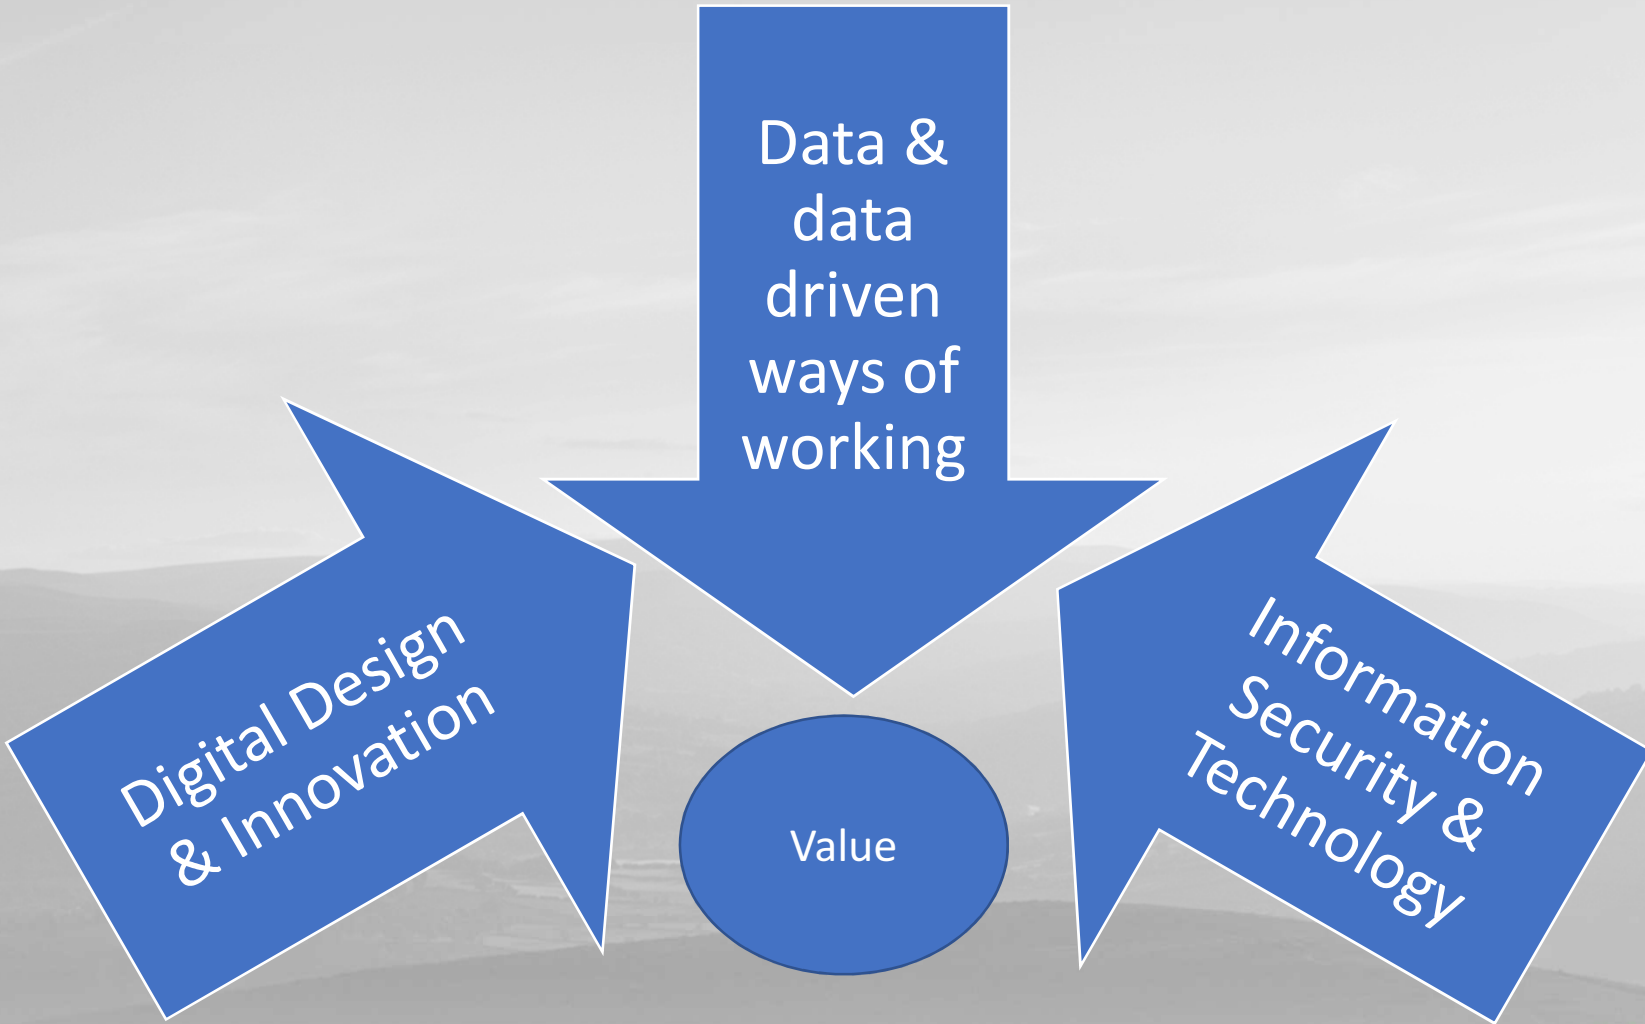 Data &
data
driven
ways of
working
Digital Design
& Innovation
Information
Security &
Technology
Value